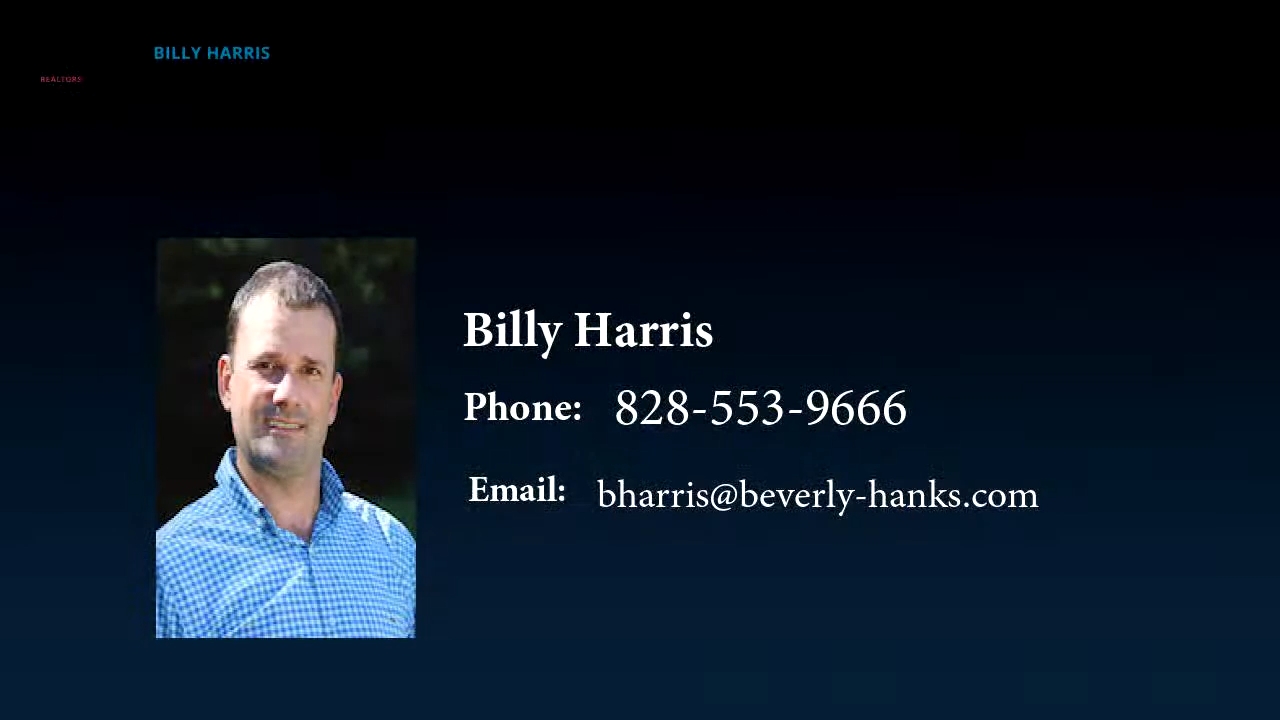 BILLY HARRIS
REALTORS
Billy Harris
Phone: 828-553-9666
Email: bharris@beverly-hanks.com